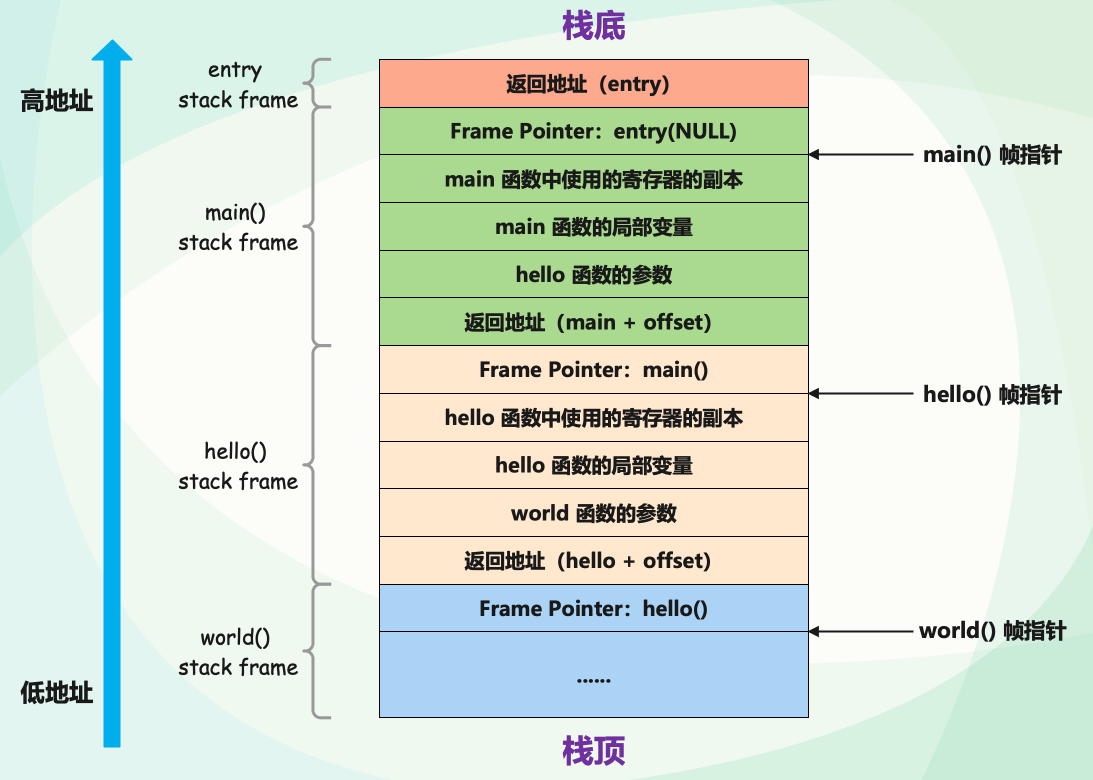 栈底
高地址
entry
stack frame
返回地址（entry）
Frame Pointer：entry(NULL)
main() 帧指针
main 函数中使用的寄存器的副本
main()
stack frame
main 函数的局部变量
hello 函数的参数
返回地址（main + offset）
Frame Pointer：main()
hello() 帧指针
hello 函数中使用的寄存器的副本
hello()
stack frame
hello 函数的局部变量
world 函数的参数
返回地址（hello + offset）
Frame Pointer：hello()
world() 帧指针
world()
stack frame
......
低地址
栈顶